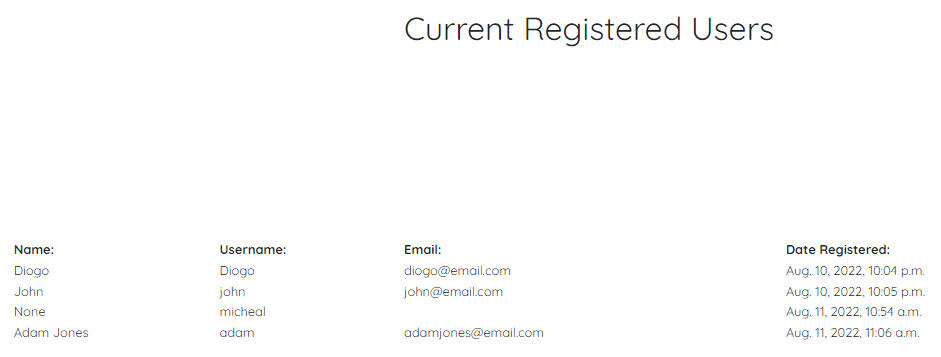 Current Registered Users
Name: Username: Email: Date Registered:
Diogo Diogo diogo@email.com Aug. 10, 2022, 10:04 p.m.
John john john@email.com Aug. 10, 2022, 10:05 p.m.
None micheal Aug. 11, 2022, 10:54 a.m.
Adam Jones adam adamjones@email.com Aug. 11, 2022, 11:06 a.m.